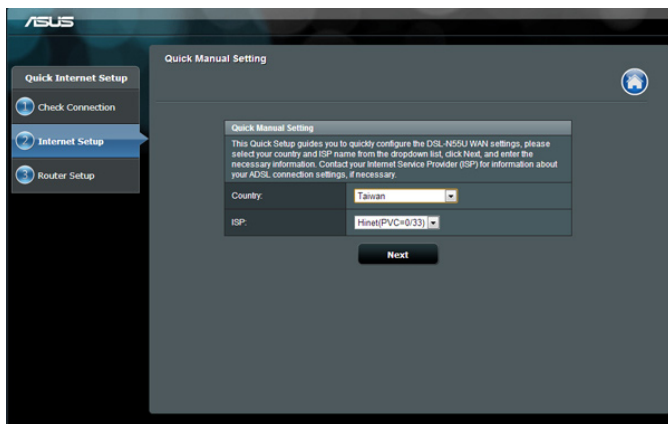 ASUS
Quick Manual Setting
Quick Internet Setup
1 Check Connection
2 Internet Setup
3 Router Setup
Quick Manual Setting
This Quick Setup guides you to quickly configure the DSL-N55U WAN settings, please
select your country and ISP name from the dropdown list, click Next, and enter the
necessary information. Contact your Internet Service Provider (ISP) for information about
your ADSL connection settings, if necessary.
Country: Taiwan
ISP: Hinet(PVC=0/33)
Next